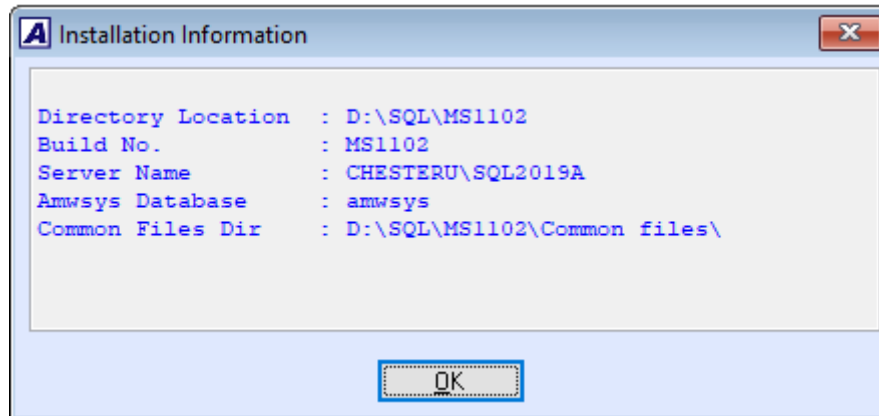 A Installation Information
Directory Location : D:\SQL\MS1102
Build No. : MS1102
Server Name : CHESTERU\SQL2019A
Amwsys Database : amwsys
Common Files Dir : D:\SQL\MS1102\Common files\
OK